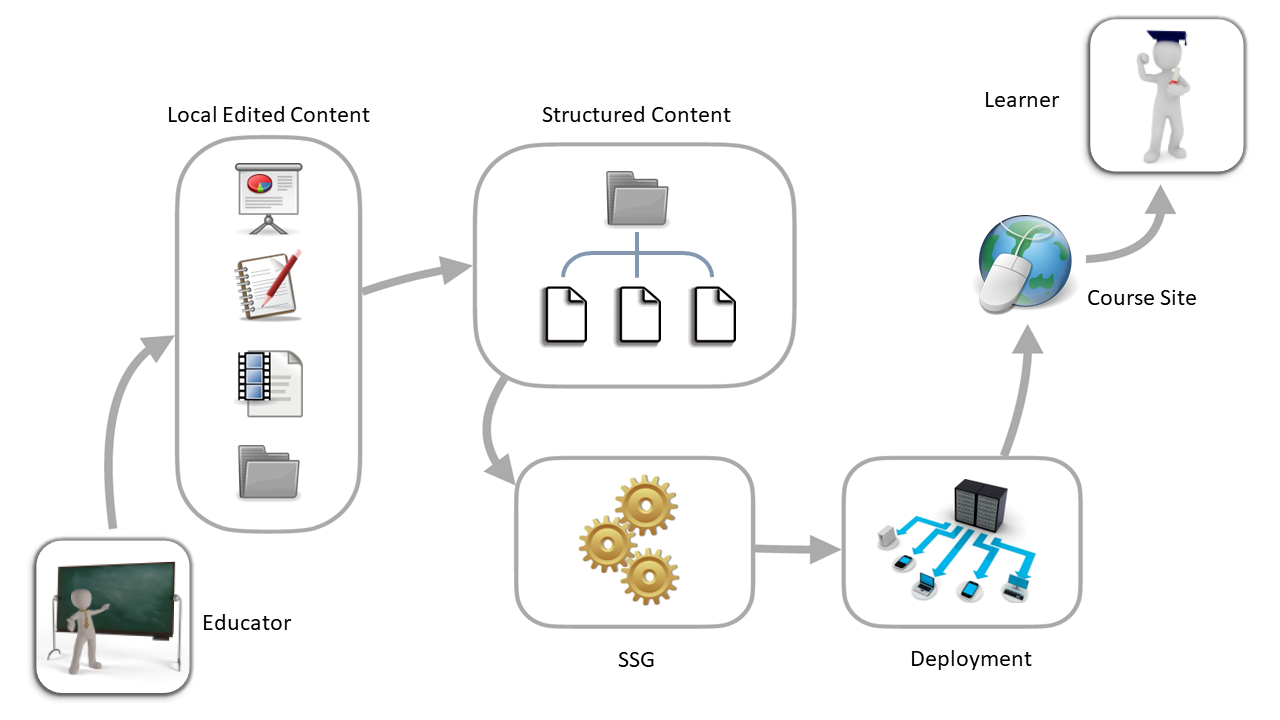 Learner
Local Edited Content
Structured Content
Course Site
Educator
SSG
Deployment